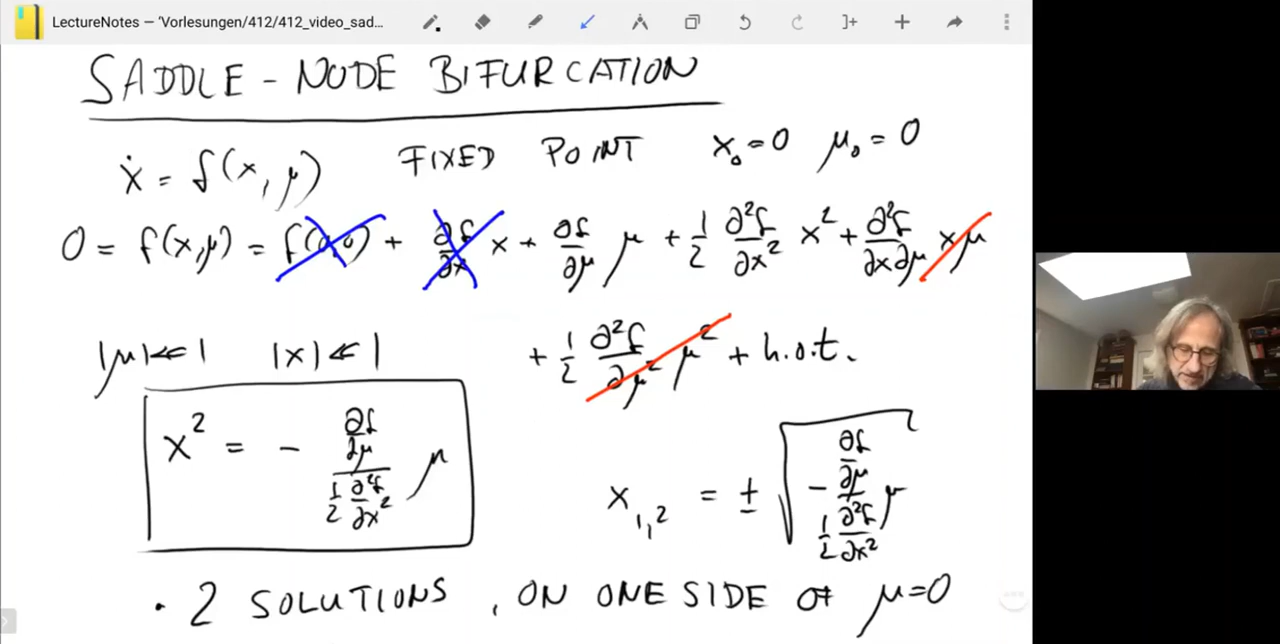 LectureNotes — 'Vorlesungen/412/412_video_sad...
SADDLE-NODE BIFURCATION
ẋ = f(x, μ) FIXED POINT x₀=0 μ₀=0
0 = f(x,μ) = f(0,0) + ∂f/∂x x + ∂f/∂μ μ + 1/2 ∂²f/∂x² x² + ∂²f/∂x∂μ xμ
+ 1/2 ∂²f/∂μ² μ² + h.o.t.
|μ|≪1 |x|≪1
x² = - (∂f/∂μ)/(1/2 ∂²f/∂x²) μ
x₁,₂ = ± √(- (∂f/∂μ)/(1/2 ∂²f/∂x²) μ)
· 2 SOLUTIONS, ON ONE SIDE OF μ=0